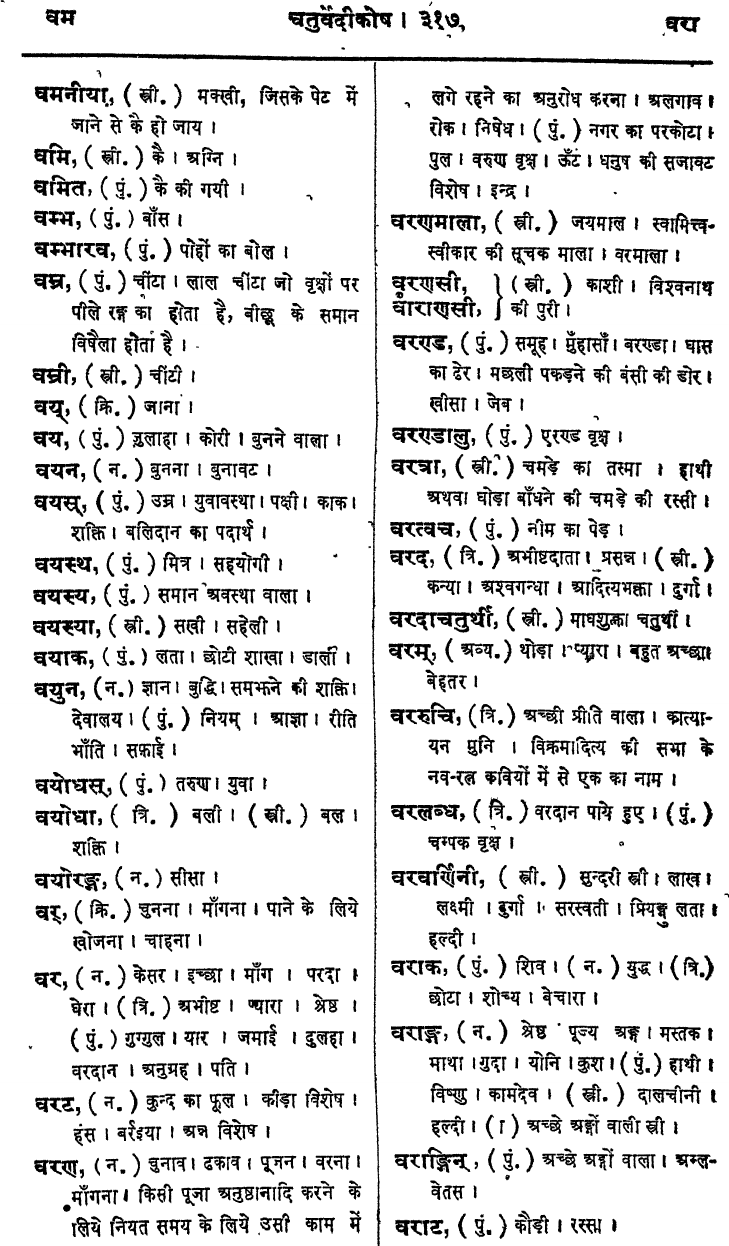 वम
चतुर्वेदीकोष । ३१७
वरा
वमनीया, (स्त्री.) मक्खी, जिसके पेट में
जाने से क़ै हो जाय ।
वमि, (स्त्री.) क़ै । अग्नि ।
वमित, (पुं.) क़ै की गयी ।
वम्भ, (पुं.) बाँस ।
वम्भारव, (पुं.) पोहों का बोल ।
वम्र, (पुं.) चींटा । लाल चींटा जो वृक्षों पर
पीले रङ्ग का होता है, बीछू के समान
विषैला होता है ।
वम्री, (स्त्री.) चींटी ।
वय्, (क्रि.) जाना ।
वय, (पुं.) जुलाहा । कोरी । बुनने वाला ।
वयन, (न.) बुनना । बुनावट ।
वयस्, (पुं.) उम्र । युवावस्था । पक्षी । काक ।
शक्ति । बलिदान का पदार्थ ।
वयस्थ, (पुं.) मित्र । सहयोगी ।
वयस्य, (पुं.) समान अवस्था वाला ।
वयस्या, (स्त्री.) सखी । सहेली ।
वयाक, (पुं.) लता । छोटी शाखा । डाली ।
वयुन, (न.) ज्ञान । बुद्धि । समझने की शक्ति ।
देवालय । (पुं.) नियम् । आज्ञा । रीति
भाँति । सफ़ाई ।
वयोधस्, (पुं.) तरुण । युवा ।
वयोधा, (त्रि.) बली । (स्त्री.) बल ।
शक्ति ।
वयोरङ्ग, (न.) सीसा ।
वर्, (क्रि.) चुनना । माँगना । पाने के लिये
खोजना । चाहना ।
वर, (न.) केसर । इच्छा । माँग । परदा ।
घेरा । (त्रि.) अभीष्ट । प्यारा । श्रेष्ठ ।
(पुं.) गुग्गुल । यार । जमाई । दुलहा ।
वरदान । अनुग्रह । पति ।
वरट, (न.) कुन्द का फूल । कीड़ा विशेष ।
हंस । बर्रइया । अन्न विशेष ।
वरण, (न.) चुनाव । ढकाव । पूजन । वरना ।
माँगना । किसी पूजा अनुष्ठानादि करने के
लिये नियत समय के लिये उसी काम में
लगे रहने का अनुरोध करना । अलगाव ।
रोक । निषेध । (पुं.) नगर का परकोटा ।
पुल । वरुण वृक्ष । ऊँट । धनुष की सजावट
विशेष । इन्द्र ।
वरणमाला, (स्त्री.) जयमाल । स्वामित्त्व-
स्वीकार की सूचक माला । वरमाला ।
वरणसी, } (स्त्री.) काशी । विश्वनाथ
वाराणसी, } की पुरी ।
वरण्ड, (पुं.) समूह । मुँहासाँ । वरण्डा । घास
का ढेर । मछली पकड़ने की बंसी की डोर ।
खीसा । जेब ।
वरण्डालु, (पुं.) एरण्ड वृक्ष ।
वरत्रा, (स्त्री.) चमड़े का तस्मा । हाथी
अथवा घोड़ा बाँधने की चमड़े की रस्सी ।
वरत्वच, (पुं.) नीम का पेड़ ।
वरद, (त्रि.) अभीष्टदाता । प्रसन्न । (स्त्री.)
कन्या । अश्वगन्धा । आदित्यभक्ता । दुर्गा ।
वरदाचतुर्थी, (स्त्री.) माघशुक्ला चतुर्थी ।
वरम्, (अव्य.) थोड़ा । प्यारा । बहुत अच्छा ।
बेहतर ।
वररुचि, (त्रि.) अच्छी प्रीति वाला । कात्या-
यन मुनि । विक्रमादित्य की सभा के
नव-रत्न कवियों में से एक का नाम ।
वरलब्ध, (त्रि.) वरदान पाये हुए । (पुं.)
चम्पक वृक्ष ।
वरवर्णिनी, (स्त्री.) सुन्दरी स्त्री । लाख ।
लक्ष्मी । दुर्गा । सरस्वती । प्रियङ्गु लता ।
हल्दी ।
वराक, (पुं.) शिव । (न.) युद्ध । (त्रि.)
छोटा । शोच्य । बेचारा ।
वराङ्ग, (न.) श्रेष्ठ पूज्य अङ्ग । मस्तक ।
माथा । गुदा । योनि । कुश । (पुं.) हाथी ।
विष्णु । कामदेव । (स्त्री.) दालचीनी ।
हल्दी । (ा) अच्छे अङ्गों वाली स्त्री ।
वराङ्गिन्, (पुं.) अच्छे अङ्गों वाला । अम्ल-
वेतस ।
वराट, (पुं.) कौड़ी । रस्सा ।